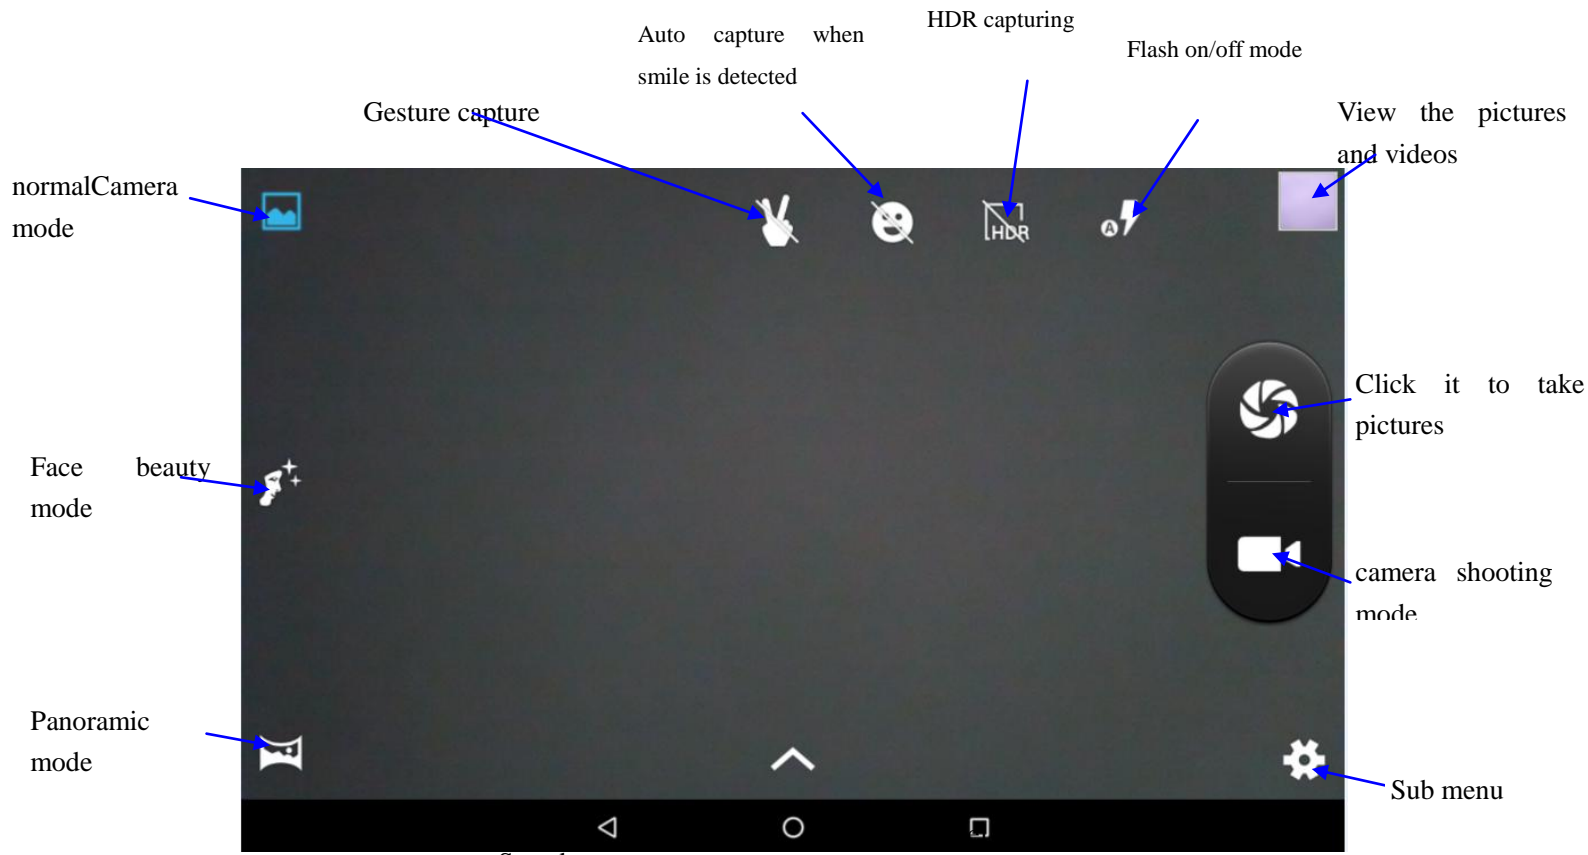 HDR capturing
Auto capture when
smile is detected
Flash on/off mode
Gesture capture
View the pictures
and videos
normalCamera
mode
HDR
A
Click it to take
pictures
Face beauty
mode
camera shooting
mode
Panoramic
mode
Sub menu